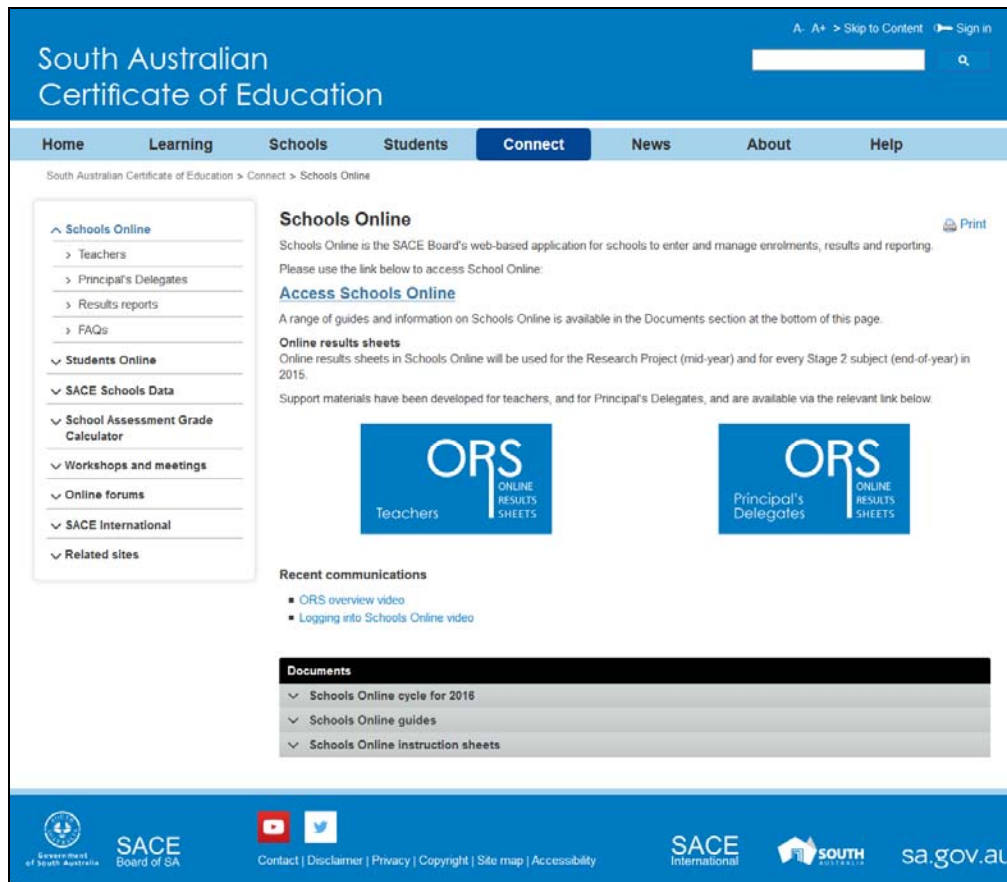 A- A+ > Skip to Content Sign in
South Australian
Certificate of Education
Home Learning Schools Students Connect News About Help
South Australian Certificate of Education > Connect > Schools Online
Schools Online
> Teachers
> Principal's Delegates
> Results reports
> FAQs
Students Online
SACE Schools Data
School Assessment Grade
Calculator
Workshops and meetings
Online forums
SACE International
Related sites
Schools Online
Print
Schools Online is the SACE Board's web-based application for schools to enter and manage enrolments, results and reporting.
Please use the link below to access School Online:
Access Schools Online
A range of guides and information on Schools Online is available in the Documents section at the bottom of this page.
Online results sheets
Online results sheets in Schools Online will be used for the Research Project (mid-year) and for every Stage 2 subject (end-of-year) in
2015.
Support materials have been developed for teachers, and for Principal's Delegates, and are available via the relevant link below.
ORS
ONLINE
RESULTS
SHEETS
Teachers
ORS
ONLINE
RESULTS
SHEETS
Principal's
Delegates
Recent communications
ORS overview video
Logging into Schools Online video
Documents
Schools Online cycle for 2016
Schools Online guides
Schools Online instruction sheets
Government
of South Australia
SACE
Board of SA
Contact | Disclaimer | Privacy | Copyright | Site map | Accessibility
SACE
International
SOUTH
AUSTRALIA
sa.gov.au